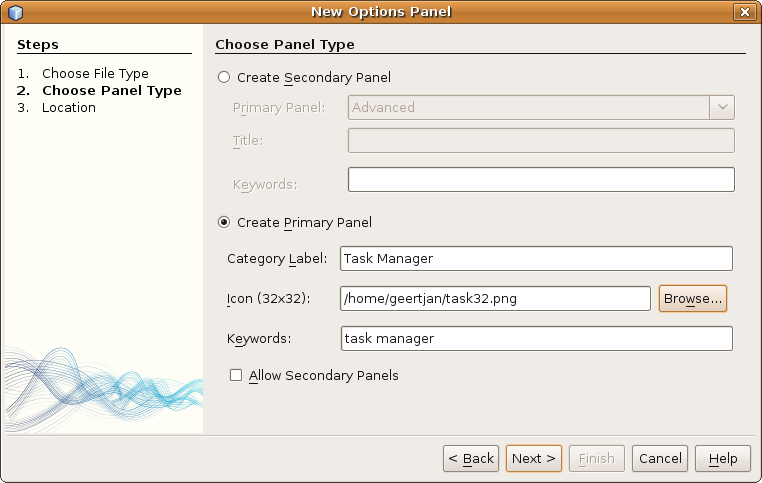 New Options Panel
Steps
1. Choose File Type
2. Choose Panel Type
3. Location
Choose Panel Type
Create Secondary Panel
Primary Panel: Advanced
Title:
Keywords:
Create Primary Panel
Category Label: Task Manager
Icon (32x32): /home/geertjan/task32.png Browse...
Keywords: task manager
Allow Secondary Panels
< Back Next > Finish Cancel Help